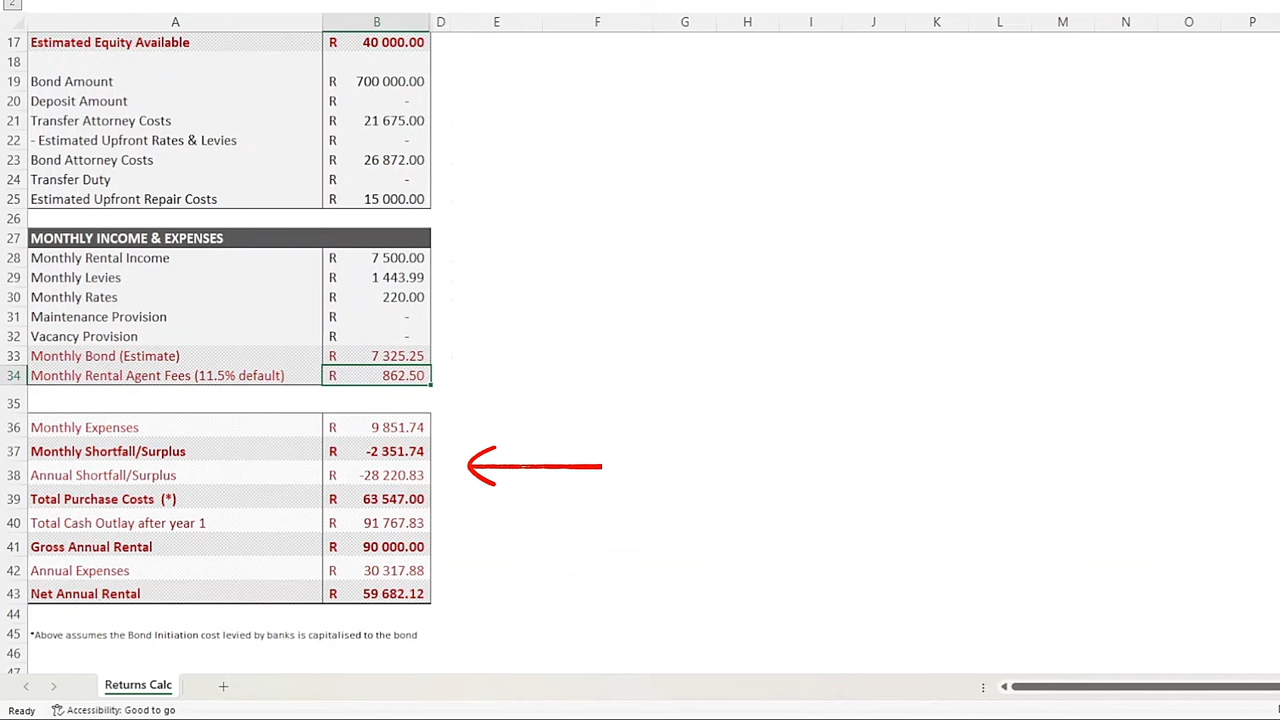 2
A B D E F G H I J K L M N O P
17 Estimated Equity Available R 40 000.00
18
19 Bond Amount R 700 000.00
20 Deposit Amount R -
21 Transfer Attorney Costs R 21 675.00
22 - Estimated Upfront Rates & Levies R -
23 Bond Attorney Costs R 26 872.00
24 Transfer Duty R -
25 Estimated Upfront Repair Costs R 15 000.00
26
27 MONTHLY INCOME & EXPENSES
28 Monthly Rental Income R 7 500.00
29 Monthly Levies R 1 443.99
30 Monthly Rates R 220.00
31 Maintenance Provision R -
32 Vacancy Provision R -
33 Monthly Bond (Estimate) R 7 325.25
34 Monthly Rental Agent Fees (11.5% default) R 862.50
35
36 Monthly Expenses R 9 851.74
37 Monthly Shortfall/Surplus R -2 351.74
38 Annual Shortfall/Surplus R -28 220.83
39 Total Purchase Costs (*) R 63 547.00
40 Total Cash Outlay after year 1 R 91 767.83
41 Gross Annual Rental R 90 000.00
42 Annual Expenses R 30 317.88
43 Net Annual Rental R 59 682.12
44
45 *Above assumes the Bond Initiation cost levied by banks is capitalised to the bond
46
47
Returns Calc
Ready Accessibility: Good to go